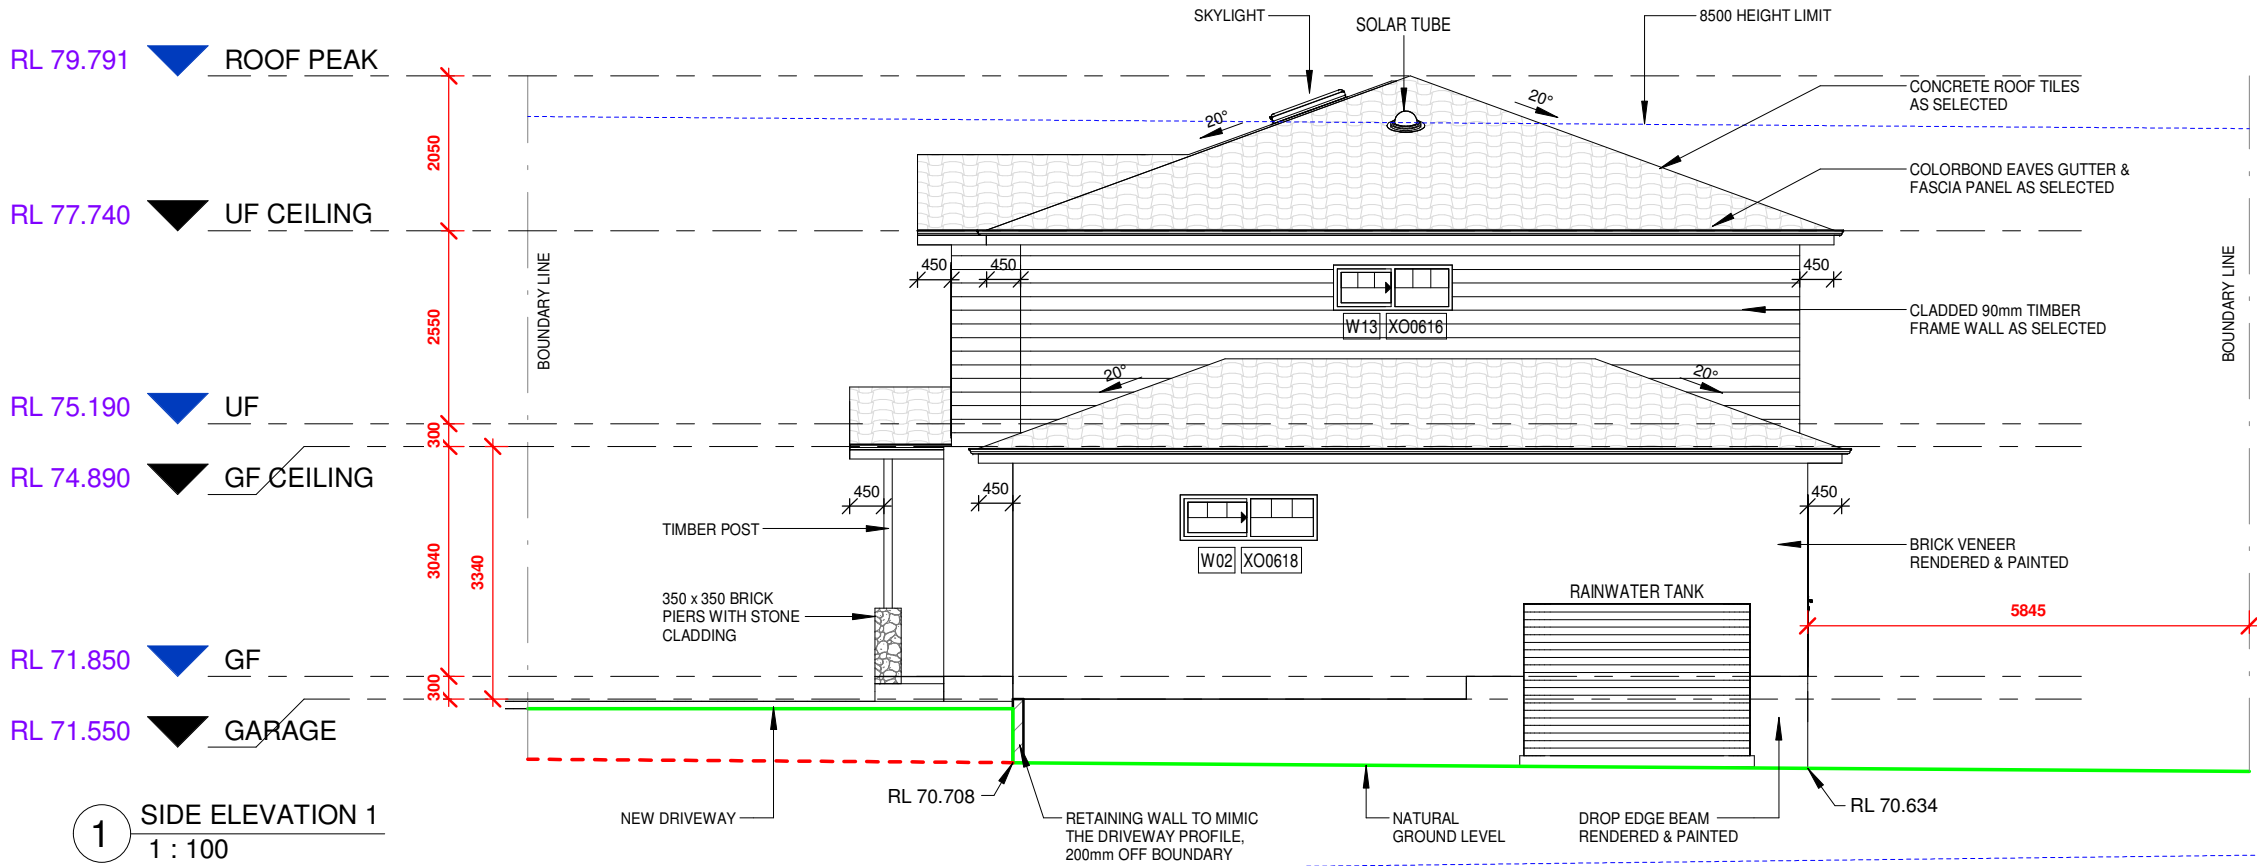 SKYLIGHT
SOLAR TUBE
8500 HEIGHT LIMIT
RL 79.791 ROOF PEAK
20°
20°
CONCRETE ROOF TILES
AS SELECTED
2050
COLORBOND EAVES GUTTER &
FASCIA PANEL AS SELECTED
RL 77.740 UF CEILING
BOUNDARY LINE
450
450
450
BOUNDARY LINE
2550
W13 XO0616
CLADDED 90mm TIMBER
FRAME WALL AS SELECTED
20°
20°
RL 75.190 UF
300
RL 74.890 GF CEILING
450
450
450
TIMBER POST
3040
3340
W02 XO0618
BRICK VENEER
RENDERED & PAINTED
350 x 350 BRICK
PIERS WITH STONE
CLADDING
RAINWATER TANK
5845
RL 71.850 GF
300
RL 71.550 GARAGE
RL 70.708
RL 70.634
NEW DRIVEWAY
RETAINING WALL TO MIMIC
THE DRIVEWAY PROFILE,
200mm OFF BOUNDARY
NATURAL
GROUND LEVEL
DROP EDGE BEAM
RENDERED & PAINTED
1 SIDE ELEVATION 1
1 : 100